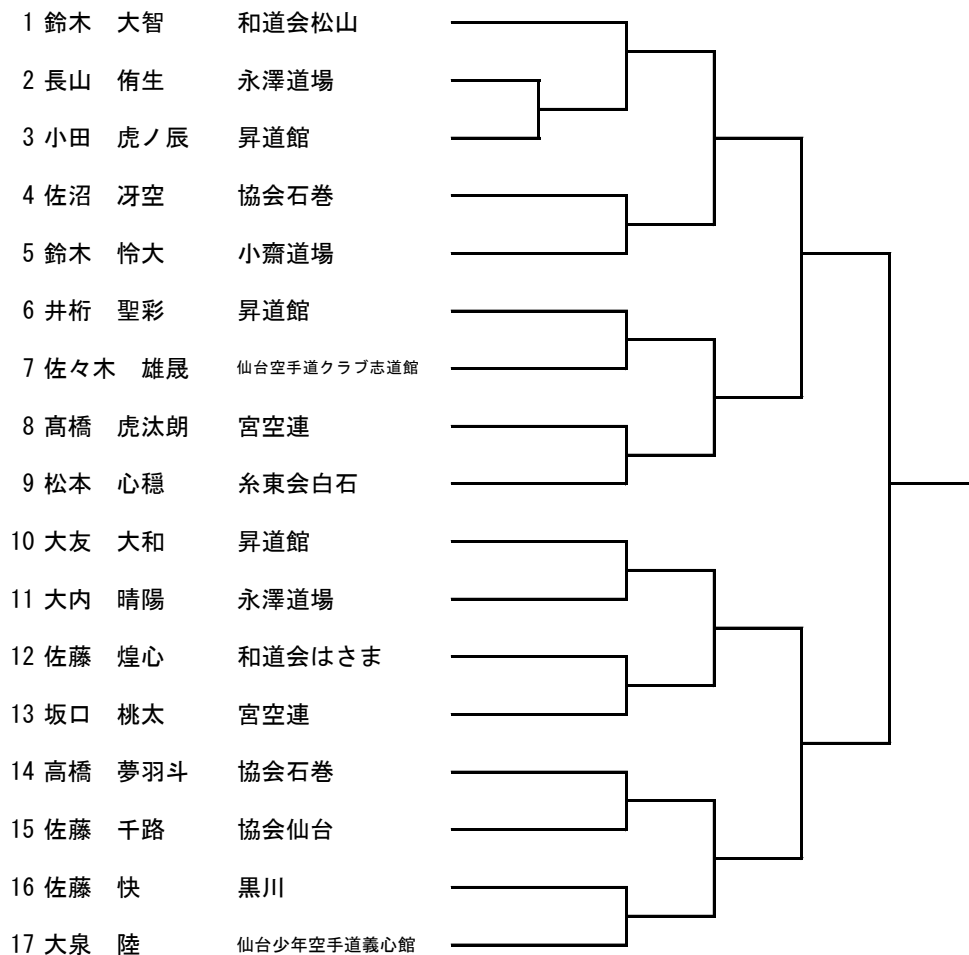 1 鈴木　大智　和道会松山
2 長山　侑生　永澤道場
3 小田　虎ノ辰　昇道館
4 佐沼　冴空　協会石巻
5 鈴木　怜大　小齋道場
6 井桁　聖彩　昇道館
7 佐々木　雄晟　仙台空手道クラブ志道館
8 髙橋　虎汰朗　宮空連
9 松本　心穏　糸東会白石
10 大友　大和　昇道館
11 大内　晴陽　永澤道場
12 佐藤　煌心　和道会はさま
13 坂口　桃太　宮空連
14 高橋　夢羽斗　協会石巻
15 佐藤　千路　協会仙台
16 佐藤　快　黒川
17 大泉　陸　仙台少年空手道義心館